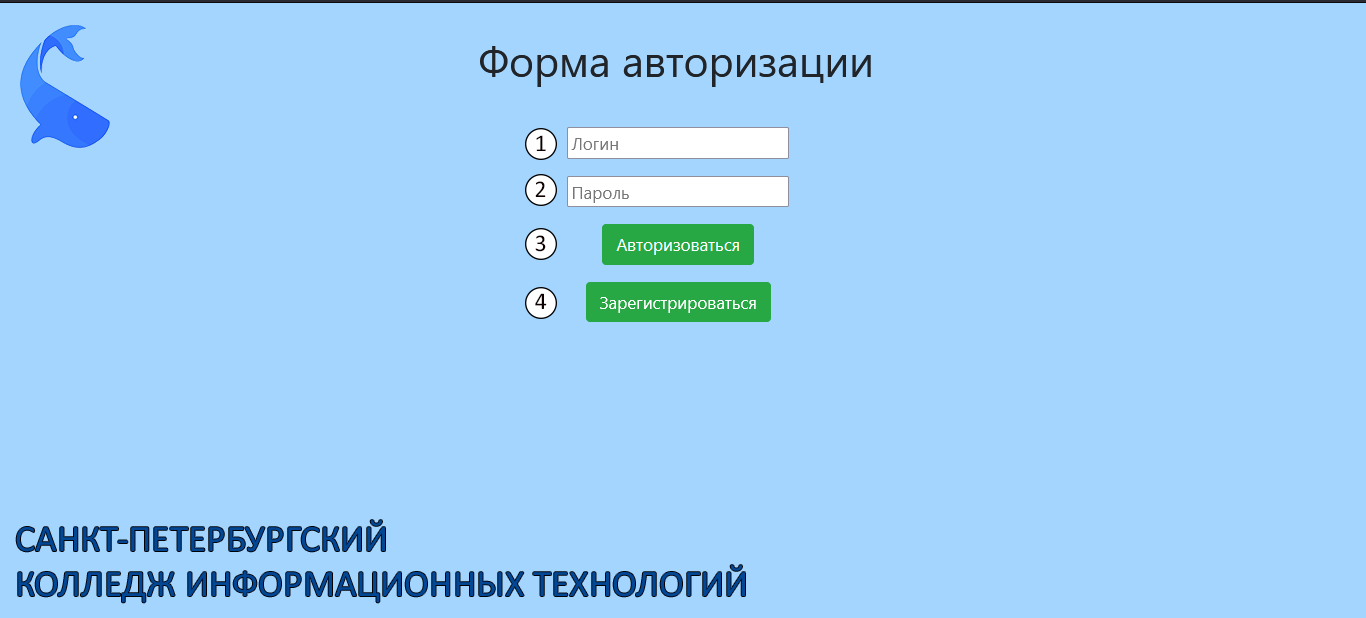 Форма авторизации
1 Логин
2 Пароль
3 Авторизоваться
4 Зарегистрироваться
САНКТ-ПЕТЕРБУРГСКИЙ
КОЛЛЕДЖ ИНФОРМАЦИОННЫХ ТЕХНОЛОГИЙ